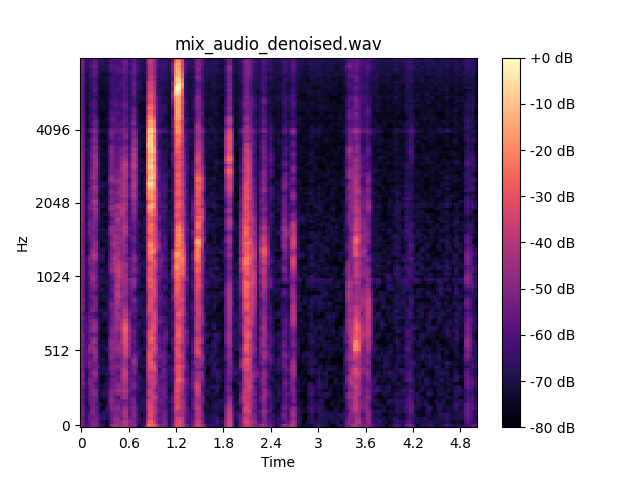 mix_audio_denoised.wav
Hz
4096
2048
1024
512
0
0 0.6 1.2 1.8 2.4 3 3.6 4.2 4.8
Time
+0 dB
-10 dB
-20 dB
-30 dB
-40 dB
-50 dB
-60 dB
-70 dB
-80 dB